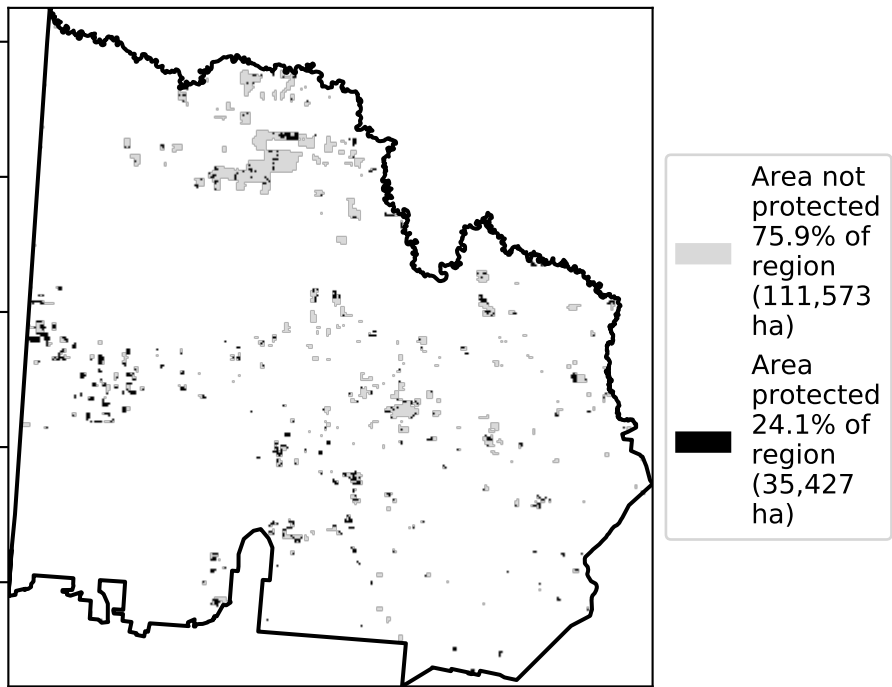 Area not
protected
75.9% of
region
(111,573
ha)
Area
protected
24.1% of
region
(35,427
ha)